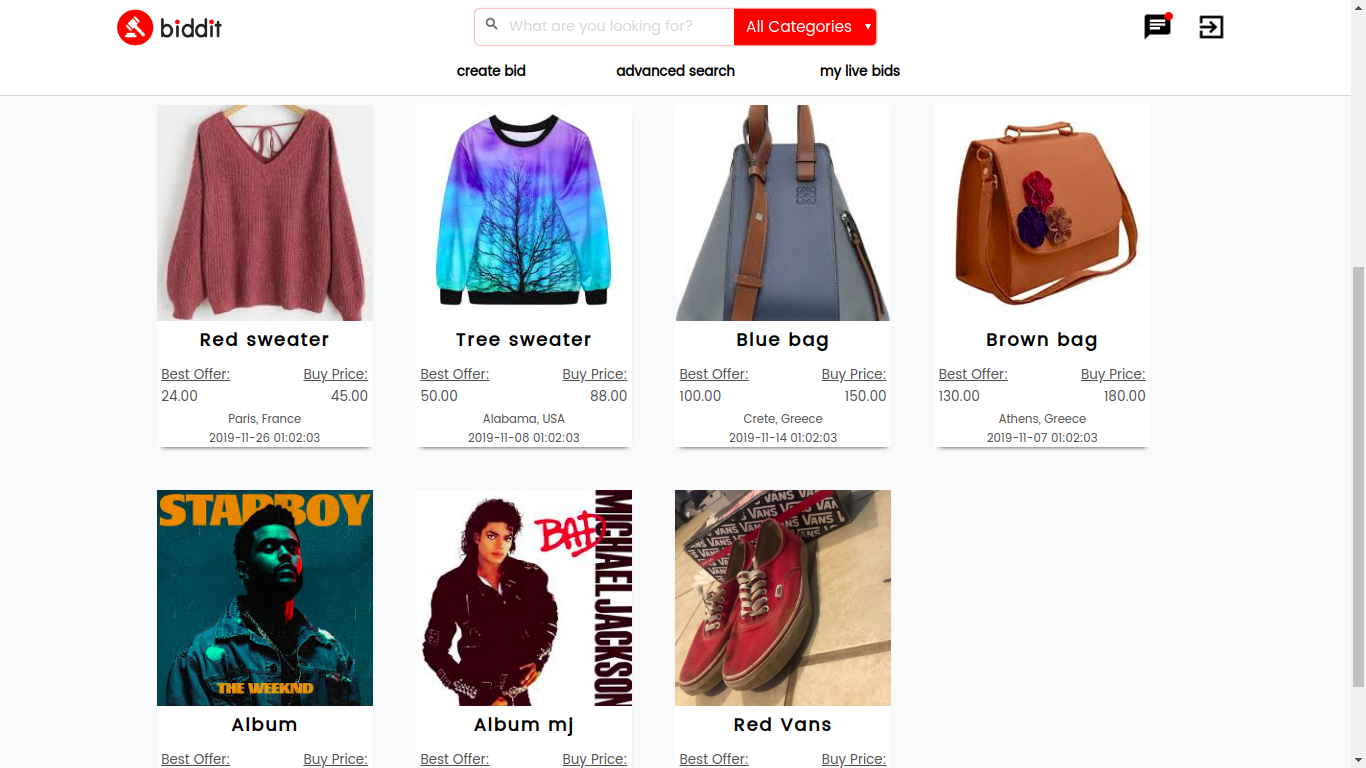 biddit
What are you looking for?
All Categories
create bid
advanced search
my live bids
Red sweater
Best Offer: Buy Price:
24.00 45.00
Paris, France
2019-11-26 01:02:03
Tree sweater
Best Offer: Buy Price:
50.00 88.00
Alabama, USA
2019-11-08 01:02:03
Blue bag
Best Offer: Buy Price:
100.00 150.00
Crete, Greece
2019-11-14 01:02:03
Brown bag
Best Offer: Buy Price:
130.00 180.00
Athens, Greece
2019-11-07 01:02:03
STARBOY
THE WEEKND
Album
Best Offer: Buy Price:
BAD
MICHAEL JACKSON
Album mj
Best Offer: Buy Price:
VANS VANS
VANS VANS VANS
Red Vans
Best Offer: Buy Price: